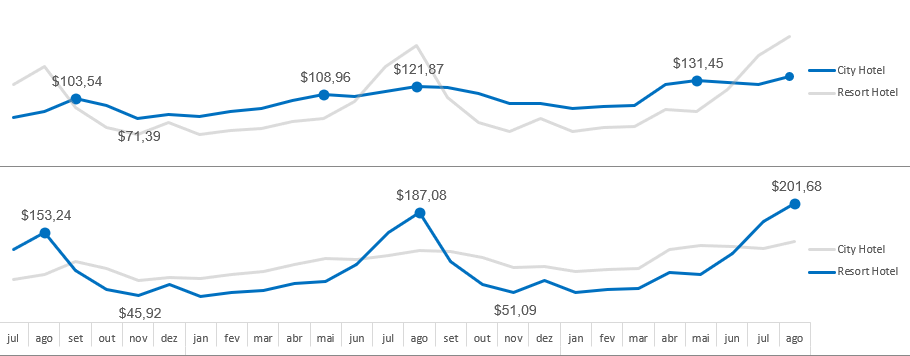 $103,54
$108,96
$121,87
$131,45
$71,39
City Hotel
Resort Hotel
$153,24
$187,08
$201,68
$45,92
$51,09
City Hotel
Resort Hotel
jul ago set out nov dez jan fev mar abr mai jun jul ago set out nov dez jan fev mar abr mai jun jul ago